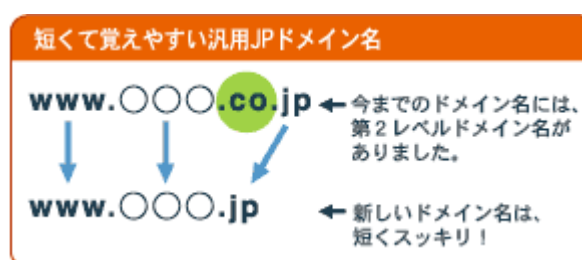 短くて覚えやすい汎用JPドメイン名
www.○○○.co.jp
今までのドメイン名には、
第2レベルドメイン名が
ありました。
www.○○○.jp
新しいドメイン名は、
短くスッキリ！